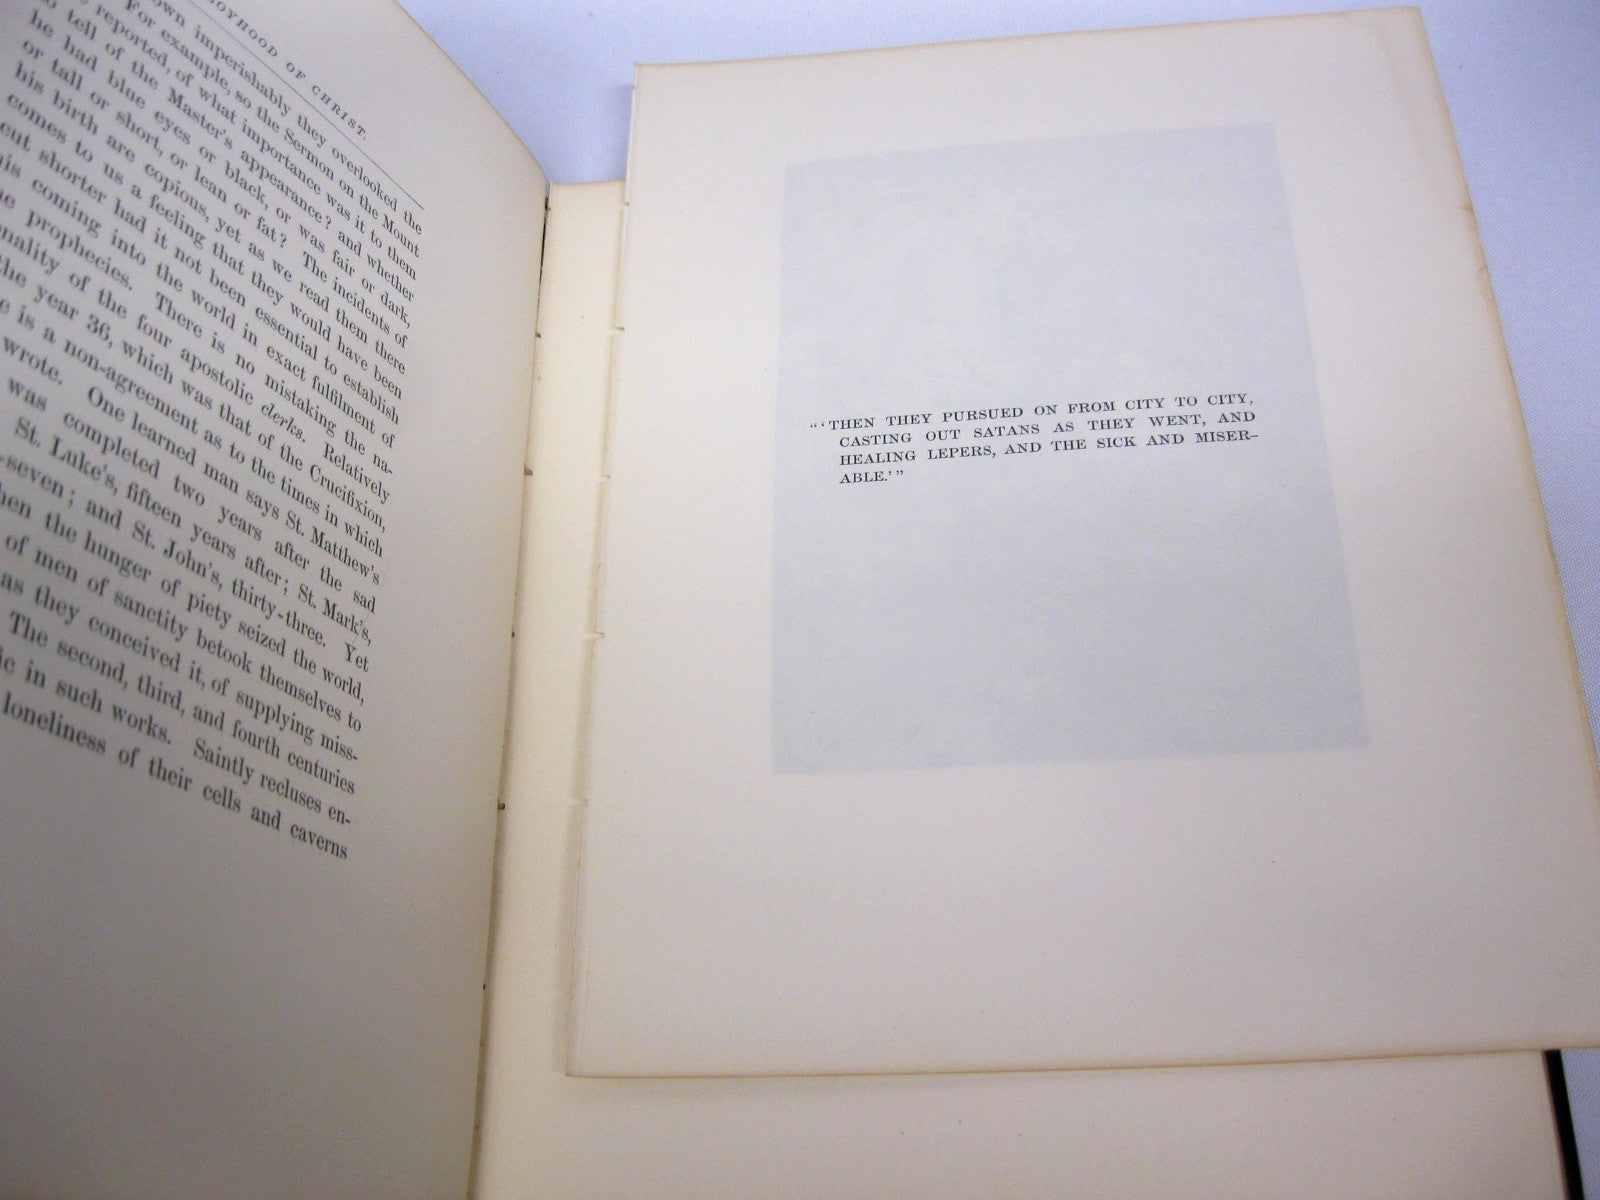 OYHOOD OF CHRIST.
own imperishably they overlooked the
For example, so the Sermon on the Mount
reported, of what importance was it to them
to tell of the Master's appearance? and whether
he had blue eyes or black, or was fair or dark,
or tall or short, or lean or fat? The incidents of
his birth are copious, yet as we read them there
comes to us a feeling that they would have been
cut shorter had it not been essential to establish
his coming into the world in exact fulfilment of
the prophecies. There is no mistaking the na-
onality of the four apostolic clerks. Relatively
the year 36, which was that of the Crucifixion,
e is a non-agreement as to the times in which
wrote. One learned man says St. Matthew's
was completed two years after the sad
St. Luke's, fifteen years after; St. Mark's,
-seven; and St. John's, thirty-three. Yet
hen the hunger of piety seized the world,
of men of sanctity betook themselves to
as they conceived it, of supplying miss-
The second, third, and fourth centuries
ic in such works. Saintly recluses en-
loneliness of their cells and caverns
"'THEN THEY PURSUED ON FROM CITY TO CITY,
CASTING OUT SATANS AS THEY WENT, AND
HEALING LEPERS, AND THE SICK AND MISER-
ABLE.'"